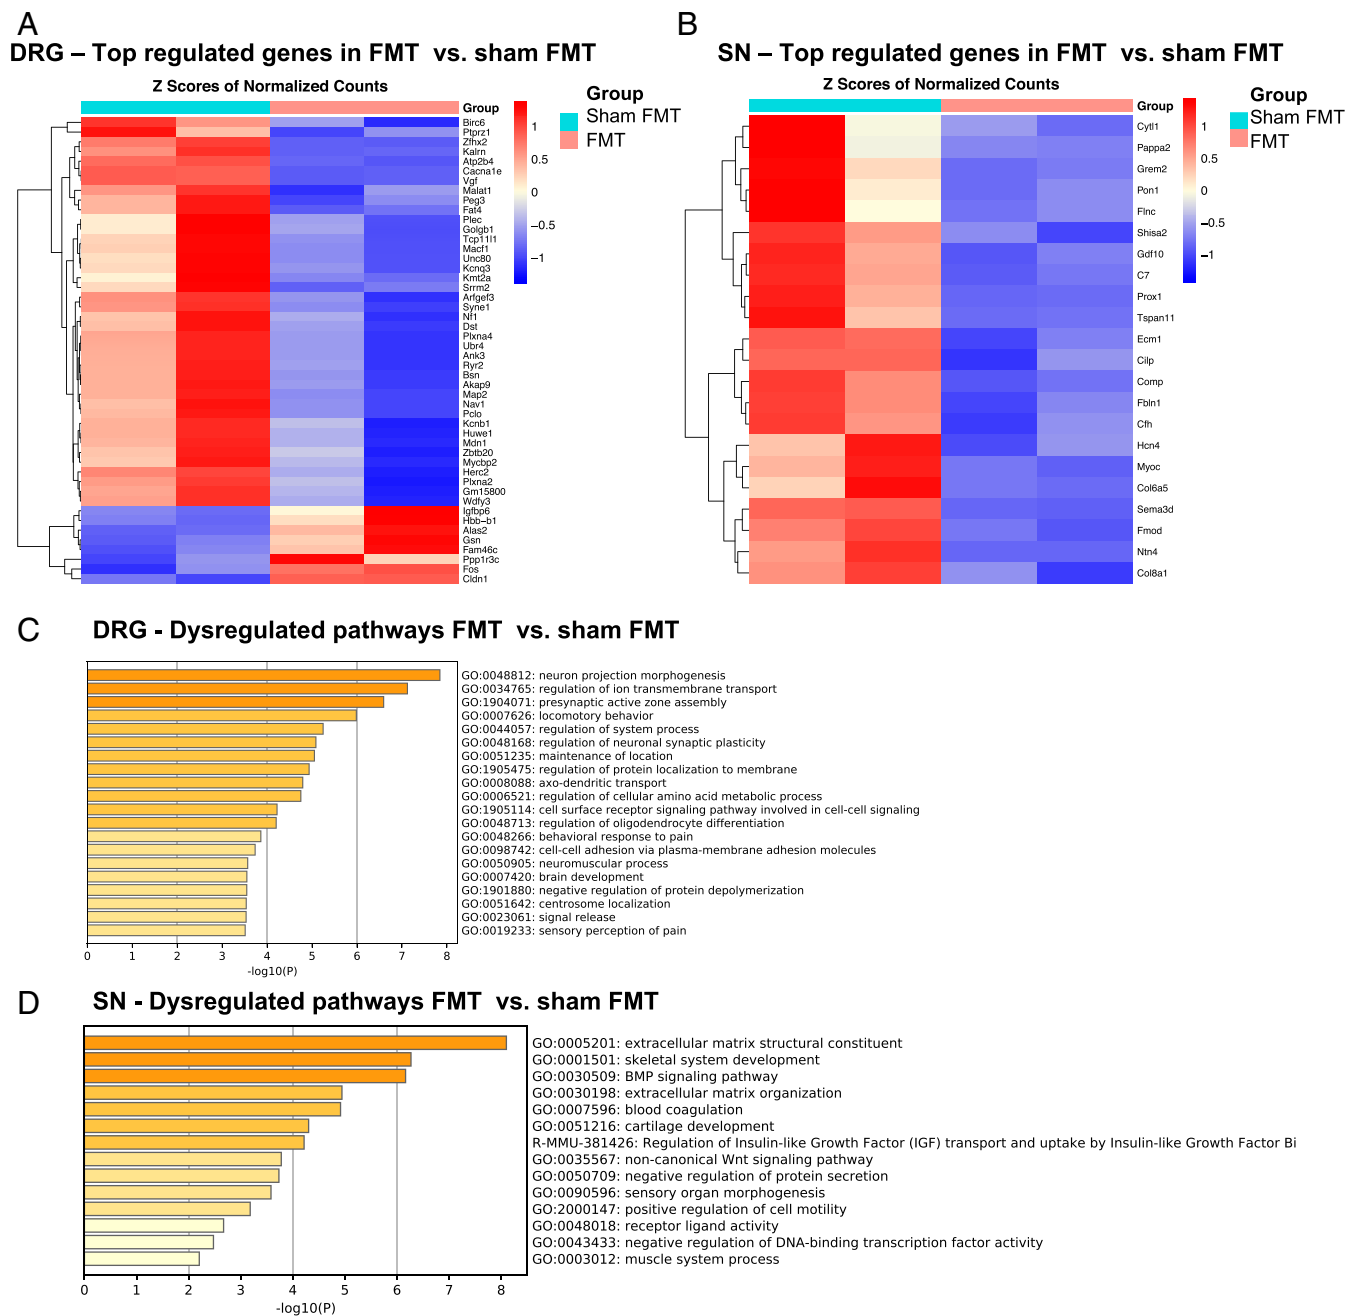 A
DRG – Top regulated genes in FMT vs. sham FMT
Z Scores of Normalized Counts
Group
Birc6
Ptprz1
Zfhx2
Kalrn
Atp2b4
Cacna1e
Vgf
Malat1
Peg3
Fat4
Plec
Golgb1
Tcp11l1
Macf1
Unc80
Kcnq3
Kmt2a
Srrm2
Arfgef3
Syne1
Nf1
Dst
Plxna4
Ubr4
Ank3
Ryr2
Bsn
Akap9
Map2
Nav1
Pclo
Kcnb1
Huwe1
Mdn1
Zbtb20
Mycbp2
Herc2
Plxna2
Gm15800
Wdfy3
Igfbp6
Hbb–b1
Alas2
Gsn
Fam46c
Ppp1r3c
Fos
Cldn1
1
0.5
0
−0.5
−1
Group
Sham FMT
FMT
B
SN – Top regulated genes in FMT vs. sham FMT
Z Scores of Normalized Counts
Group
Cytl1
Pappa2
Grem2
Pon1
Flnc
Shisa2
Gdf10
C7
Prox1
Tspan11
Ecm1
Cilp
Comp
Fbln1
Cfh
Hcn4
Myoc
Col6a5
Sema3d
Fmod
Ntn4
Col8a1
1
0.5
0
−0.5
−1
Group
Sham FMT
FMT
C
DRG - Dysregulated pathways FMT vs. sham FMT
GO:0048812: neuron projection morphogenesis
GO:0034765: regulation of ion transmembrane transport
GO:1904071: presynaptic active zone assembly
GO:0007626: locomotory behavior
GO:0044057: regulation of system process
GO:0048168: regulation of neuronal synaptic plasticity
GO:0051235: maintenance of location
GO:1905475: regulation of protein localization to membrane
GO:0008088: axo-dendritic transport
GO:0006521: regulation of cellular amino acid metabolic process
GO:1905114: cell surface receptor signaling pathway involved in cell-cell signaling
GO:0048713: regulation of oligodendrocyte differentiation
GO:0048266: behavioral response to pain
GO:0098742: cell-cell adhesion via plasma-membrane adhesion molecules
GO:0050905: neuromuscular process
GO:0007420: brain development
GO:1901880: negative regulation of protein depolymerization
GO:0051642: centrosome localization
GO:0023061: signal release
GO:0019233: sensory perception of pain
0 1 2 3 4 5 6 7 8
-log10(P)
D
SN - Dysregulated pathways FMT vs. sham FMT
GO:0005201: extracellular matrix structural constituent
GO:0001501: skeletal system development
GO:0030509: BMP signaling pathway
GO:0030198: extracellular matrix organization
GO:0007596: blood coagulation
GO:0051216: cartilage development
R-MMU-381426: Regulation of Insulin-like Growth Factor (IGF) transport and uptake by Insulin-like Growth Factor Bi
GO:0035567: non-canonical Wnt signaling pathway
GO:0050709: negative regulation of protein secretion
GO:0090596: sensory organ morphogenesis
GO:2000147: positive regulation of cell motility
GO:0048018: receptor ligand activity
GO:0043433: negative regulation of DNA-binding transcription factor activity
GO:0003012: muscle system process
0 1 2 3 4 5 6 7 8
-log10(P)